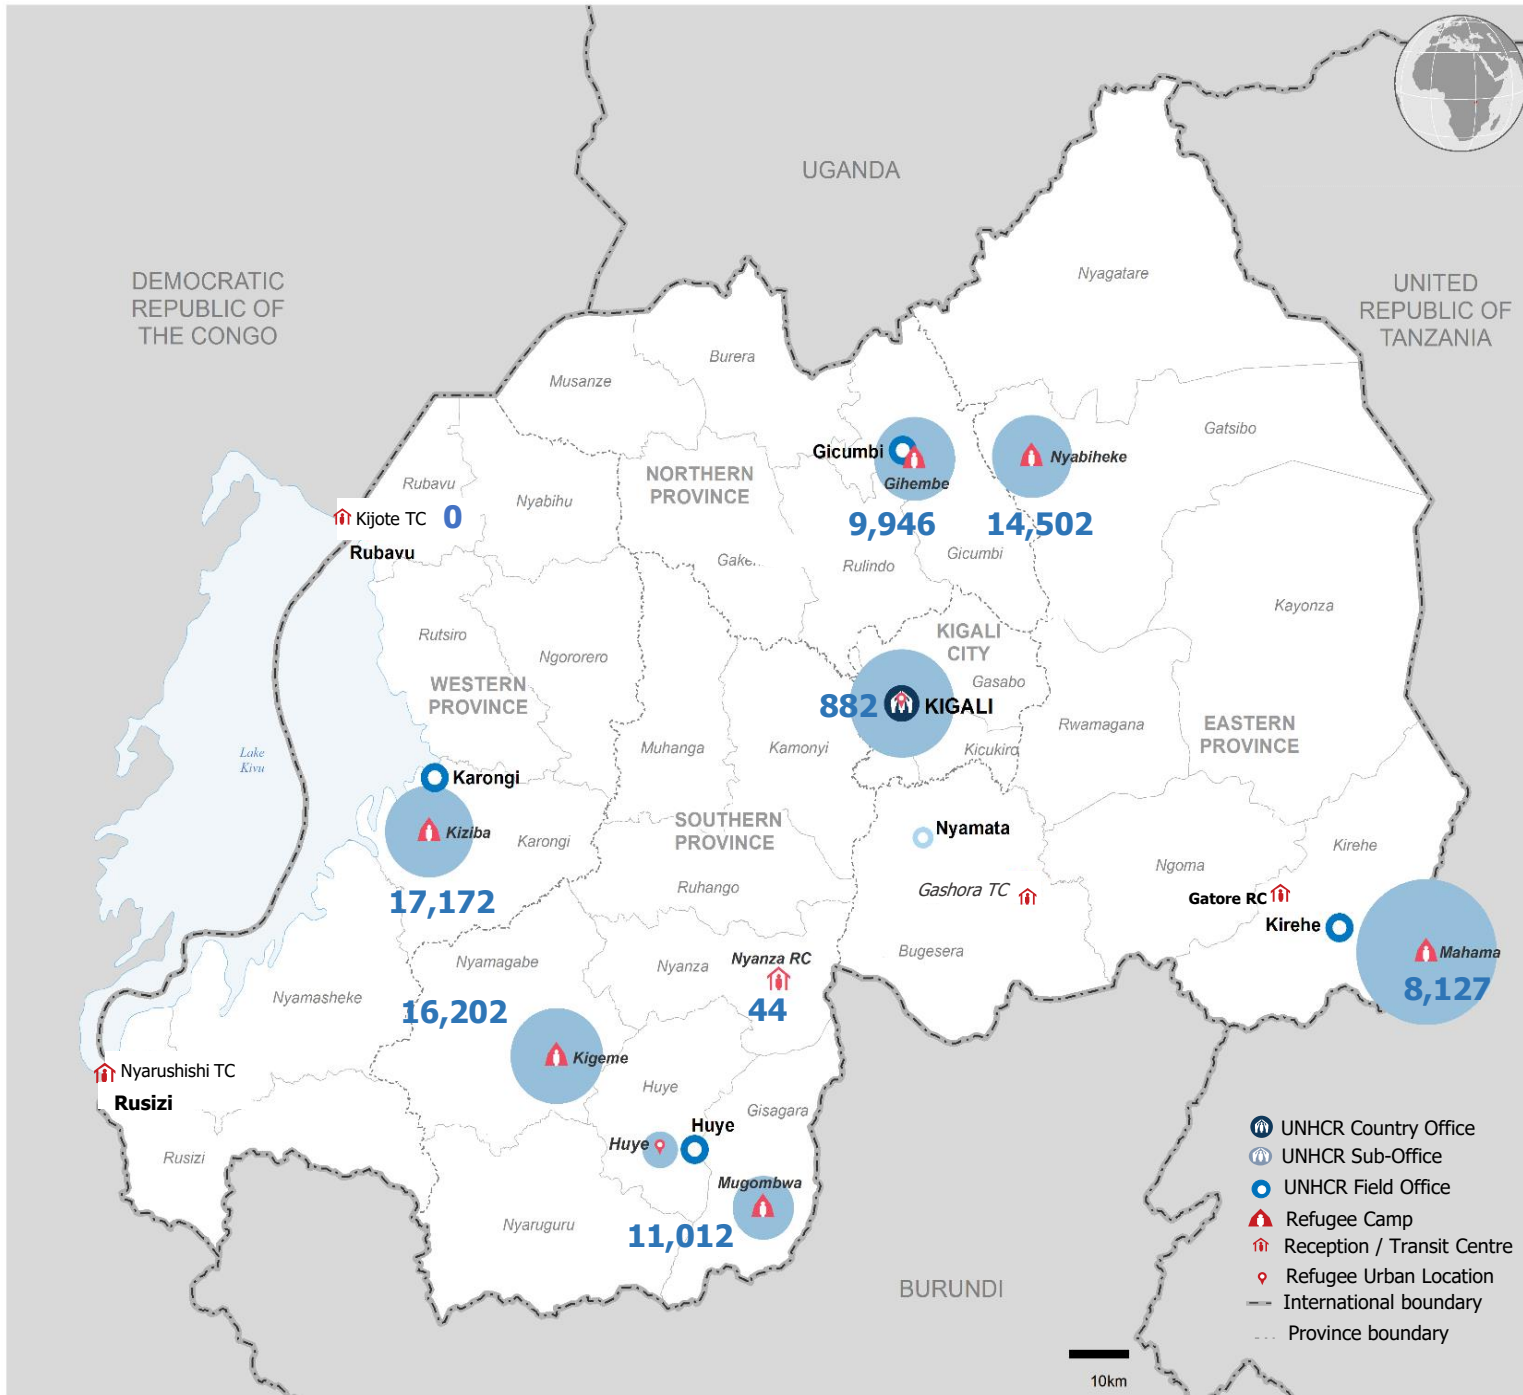 UGANDA
DEMOCRATIC
REPUBLIC OF
THE CONGO
UNITED
REPUBLIC OF
TANZANIA
Nyagatare
Burera
Musanze
Gatsibo
Gicumbi
Gihembe
Nyabiheke
9,946
14,502
NORTHERN
PROVINCE
Rubavu
Nyabihu
Kijote TC 0
Rubavu
Gaken
Rulindo
Gicumbi
Kayonza
Rutsiro
Ngororero
KIGALI
CITY
Gasabo
WESTERN
PROVINCE
882
KIGALI
Muhanga
Kamonyi
Kicukiro
Rwamagana
EASTERN
PROVINCE
Lake
Kivu
Karongi
Kiziba
Karongi
17,172
SOUTHERN
PROVINCE
Ruhango
Nyamata
Gashora TC
Bugesera
Ngoma
Kirehe
Gatore RC
Kirehe
Mahama
8,127
Nyamagabe
Nyanza
Nyanza RC
44
16,202
Kigeme
Nyamasheke
Nyarushishi TC
Rusizi
Rusizi
Huye
Gisagara
Huye
Huye
Mugombwa
11,012
Nyaruguru
BURUNDI
UNHCR Country Office
UNHCR Sub-Office
UNHCR Field Office
Refugee Camp
Reception / Transit Centre
Refugee Urban Location
International boundary
Province boundary
10km